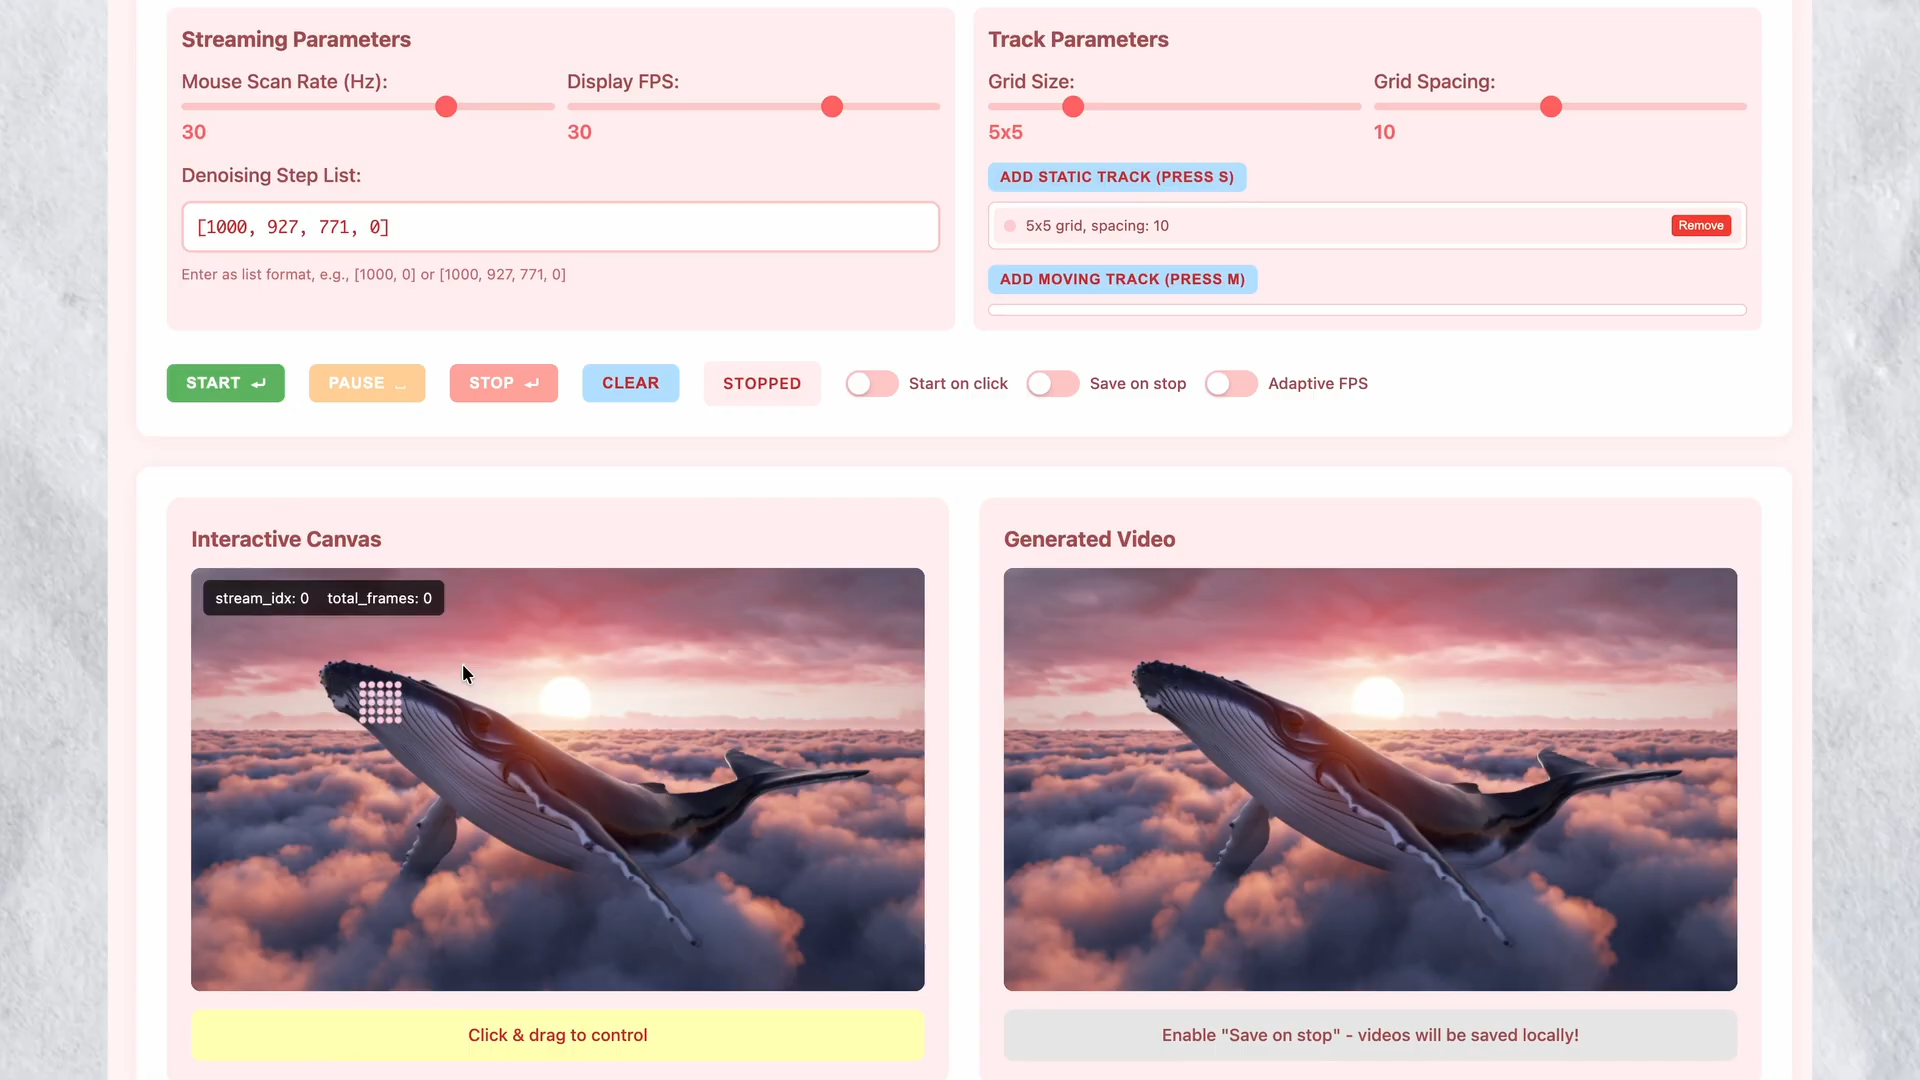 Streaming Parameters
Mouse Scan Rate (Hz):
30
Display FPS:
30
Denoising Step List:
[1000, 927, 771, 0]
Enter as list format, e.g., [1000, 0] or [1000, 927, 771, 0]
Track Parameters
Grid Size:
5x5
Grid Spacing:
10
ADD STATIC TRACK (PRESS S)
5x5 grid, spacing: 10
Remove
ADD MOVING TRACK (PRESS M)
START ↵
PAUSE ⎵
STOP ↵
CLEAR
STOPPED
Start on click
Save on stop
Adaptive FPS
Interactive Canvas
stream_idx: 0 total_frames: 0
Click & drag to control
Generated Video
Enable "Save on stop" - videos will be saved locally!